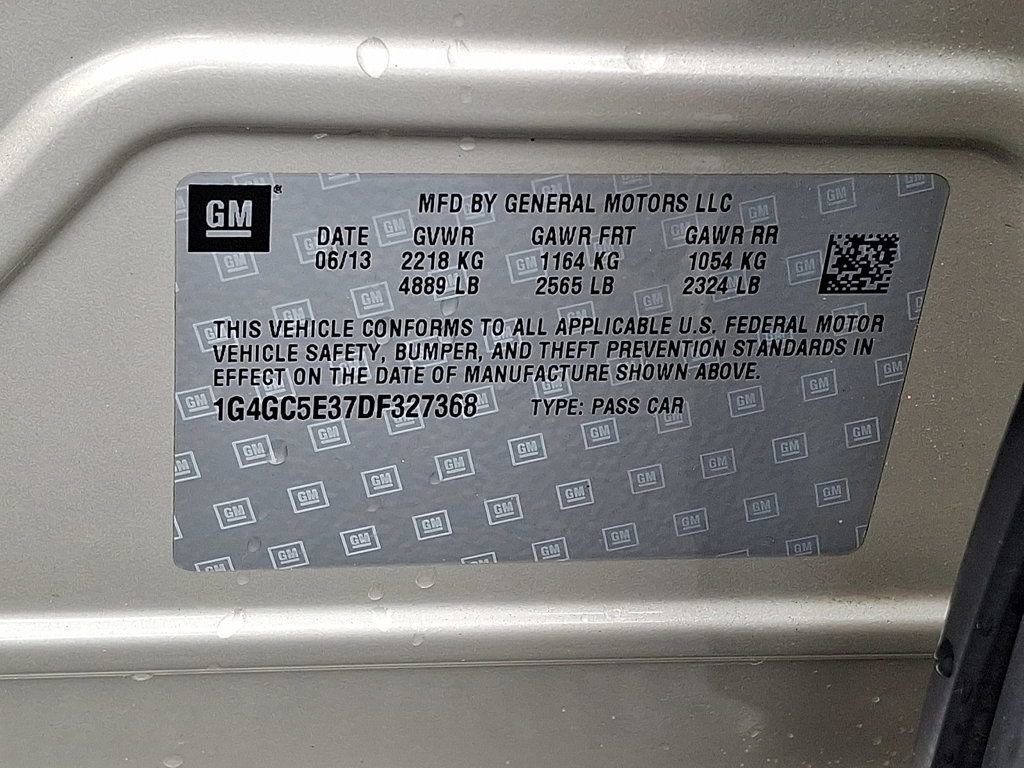 GM
MFD BY GENERAL MOTORS LLC
DATE GVWR GAWR FRT GAWR RR
06/13 2218 KG 1164 KG 1054 KG
4889 LB 2565 LB 2324 LB
THIS VEHICLE CONFORMS TO ALL APPLICABLE U.S. FEDERAL MOTOR
VEHICLE SAFETY, BUMPER, AND THEFT PREVENTION STANDARDS IN
EFFECT ON THE DATE OF MANUFACTURE SHOWN ABOVE.
1G4GC5E37DF327368 TYPE: PASS CAR